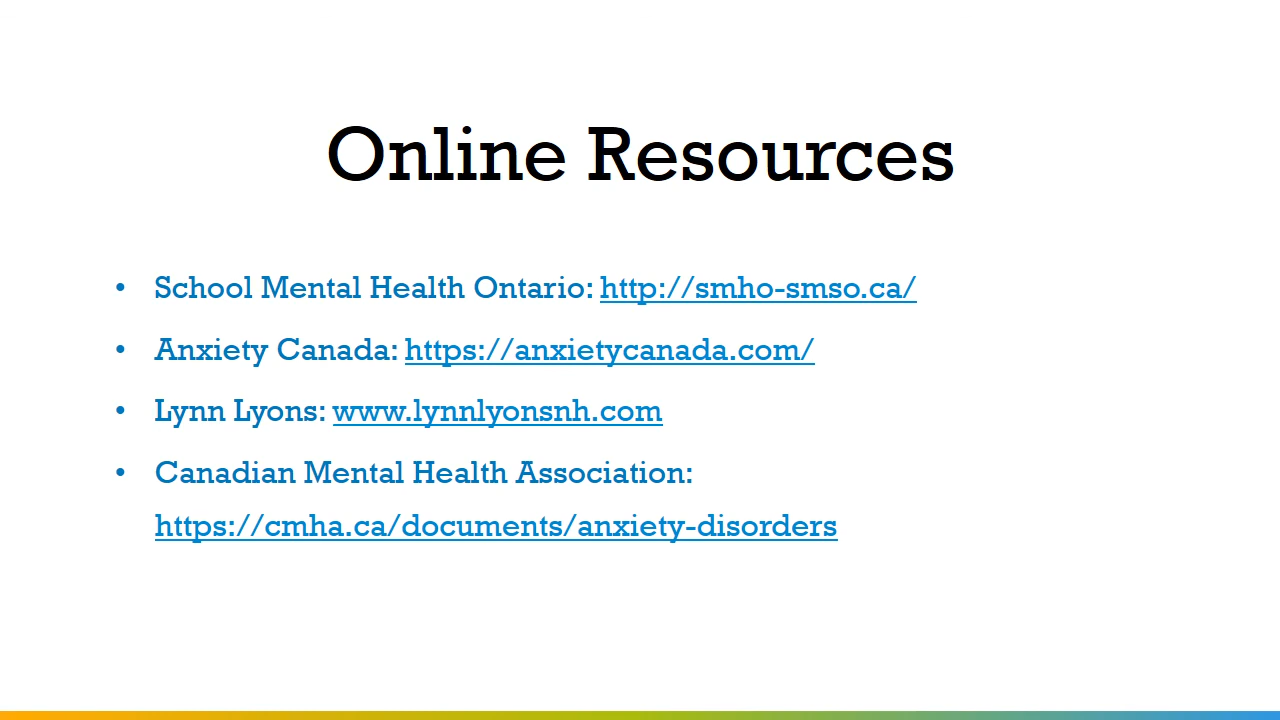 Online Resources
• School Mental Health Ontario: http://smho-smso.ca/
• Anxiety Canada: https://anxietycanada.com/
• Lynn Lyons: www.lynnlyonsnh.com
• Canadian Mental Health Association:
https://cmha.ca/documents/anxiety-disorders